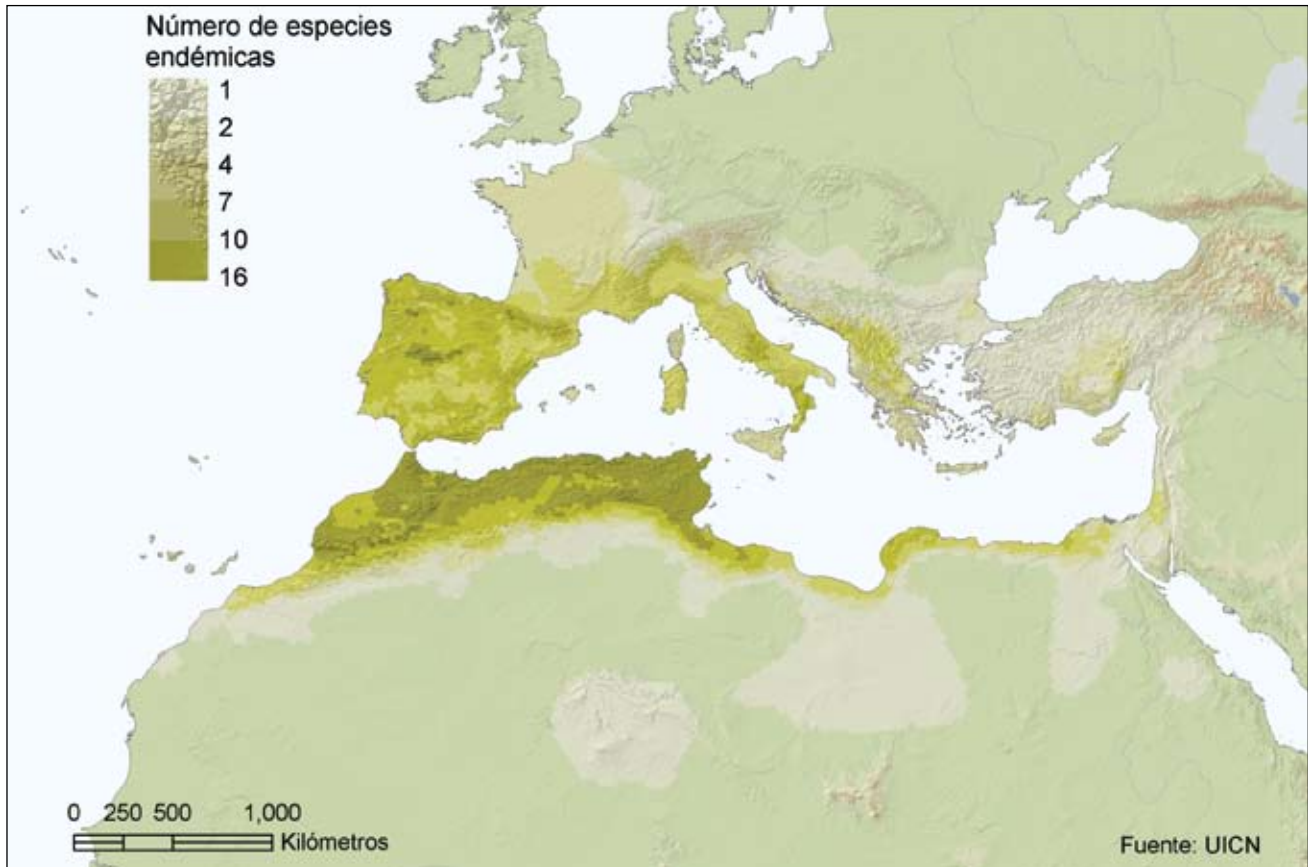 Número de especies
endémicas
1
2
4
7
10
16
0 250 500 1,000
Kilómetros
Fuente: UICN